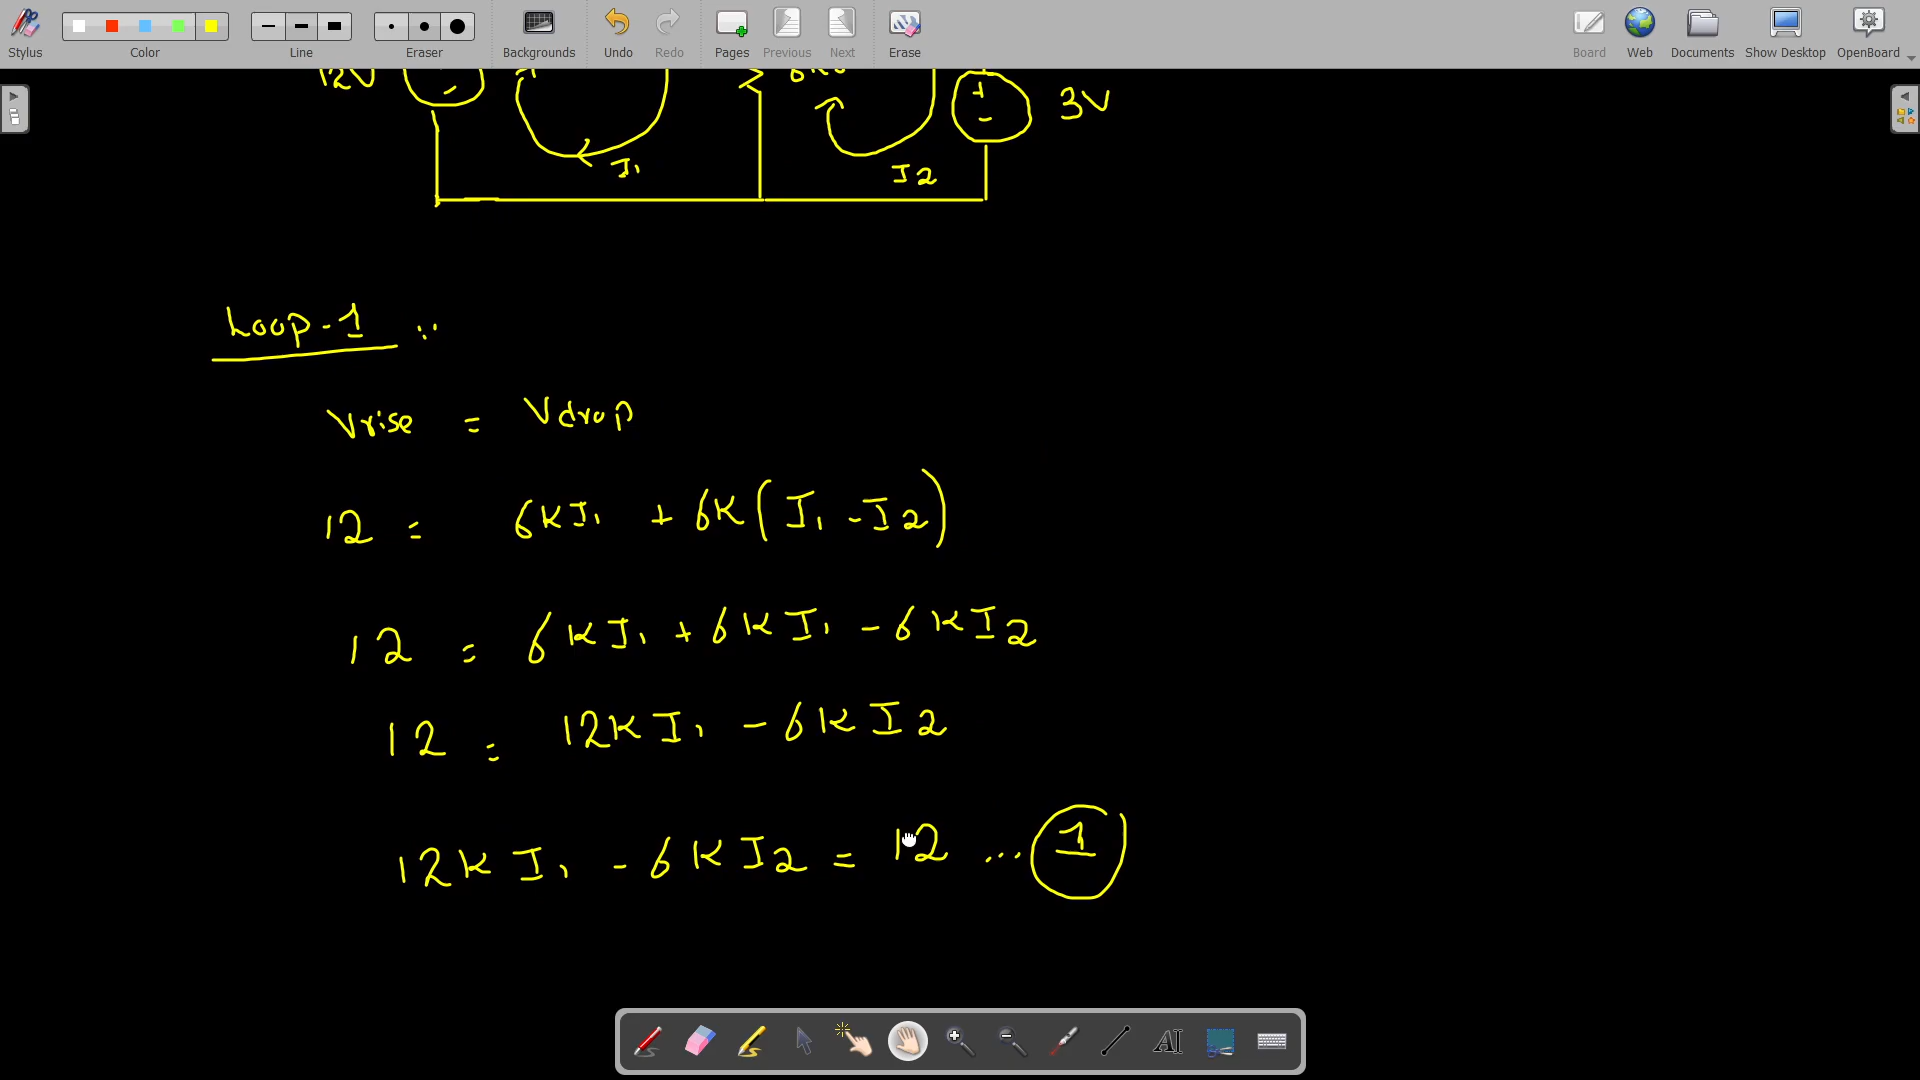 Stylus Color Line Eraser Backgrounds Undo Redo Pages Previous Next Erase Board Web Documents Show Desktop OpenBoard
12V
+
-
3V
I1
I2
Loop-1 :
Vrise = Vdrop
12 = 6KI1 + 6K(I1 - I2)
12 = 6KI1 + 6KI1 - 6KI2
12 = 12KI1 - 6KI2
12KI1 - 6KI2 = 12 ... 1
AI